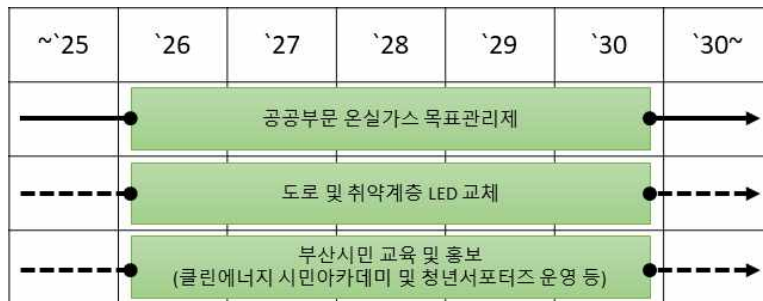 ~`25 `26 `27 `28 `29 `30 `30~
공공부문 온실가스 목표관리제
도로 및 취약계층 LED 교체
부산시민 교육 및 홍보
(클린에너지 시민아카데미 및 청년서포터즈 운영 등)